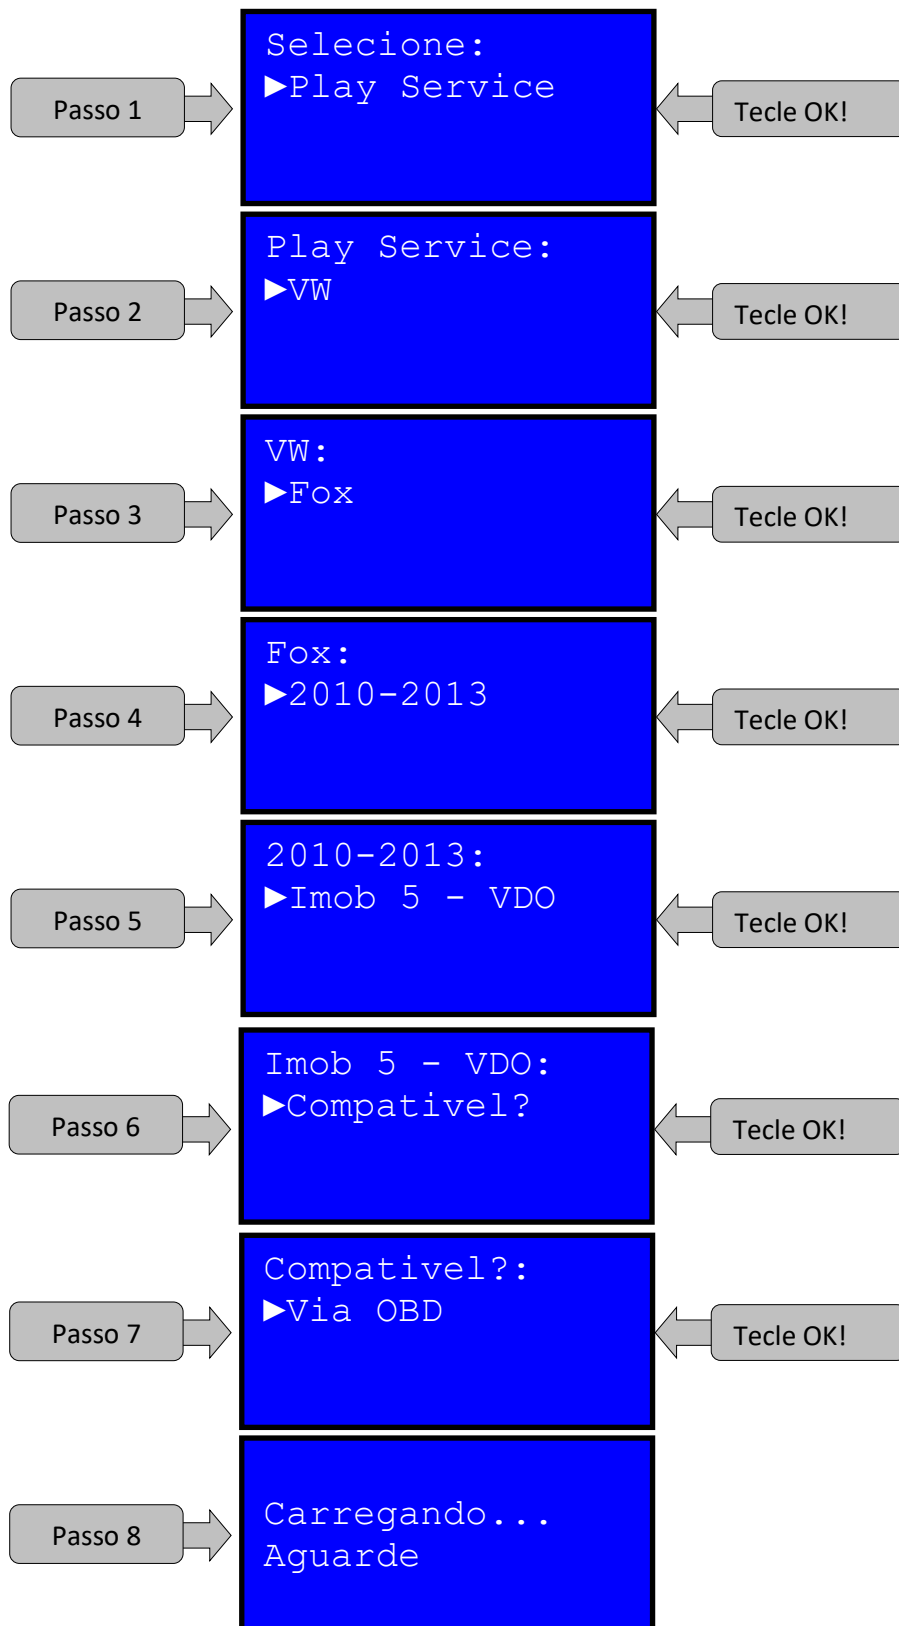 Selecione:
►Play Service
Passo 1
Tecle OK!
Play Service:
►VW
Passo 2
Tecle OK!
VW:
►Fox
Passo 3
Tecle OK!
Fox:
►2010-2013
Passo 4
Tecle OK!
2010-2013:
►Imob 5 - VDO
Passo 5
Tecle OK!
Imob 5 - VDO:
►Compativel?
Passo 6
Tecle OK!
Compativel?:
►Via OBD
Passo 7
Tecle OK!
Carregando...
Aguarde
Passo 8